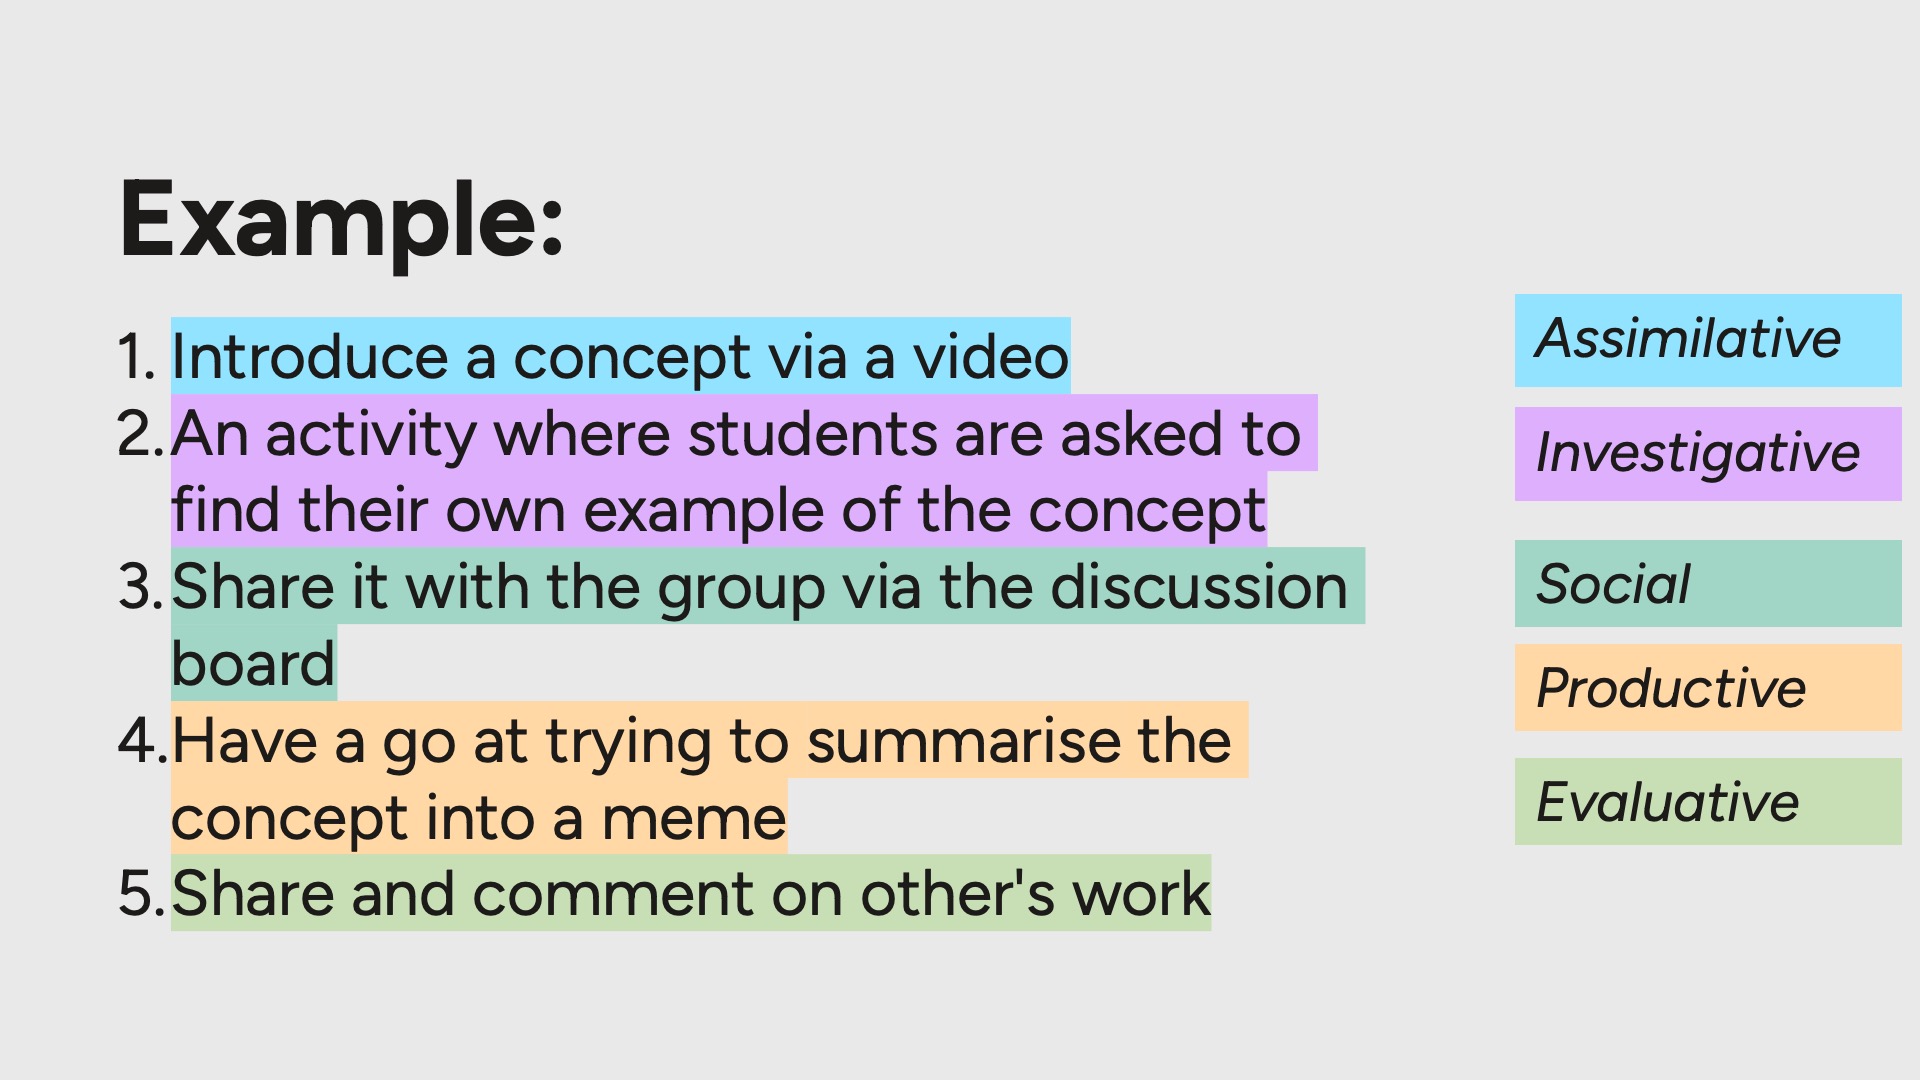 Example:
1. Introduce a concept via a video
2. An activity where students are asked to
find their own example of the concept
3. Share it with the group via the discussion
board
4. Have a go at trying to summarise the
concept into a meme
5. Share and comment on other's work
Assimilative
Investigative
Social
Productive
Evaluative